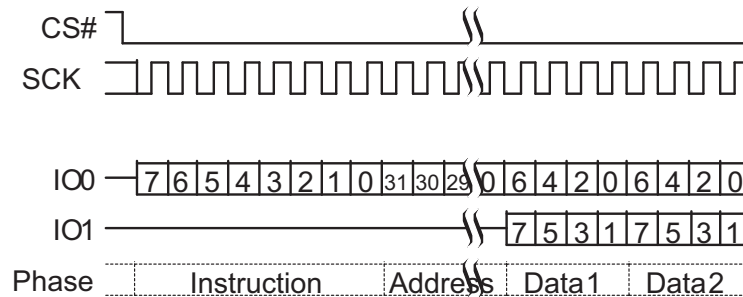 CS#
SCK
IO0 7 6 5 4 3 2 1 0 31 30 29 0 6 4 2 0 6 4 2 0
IO1 7 5 3 1 7 5 3 1
Phase Instruction Address Data1 Data2